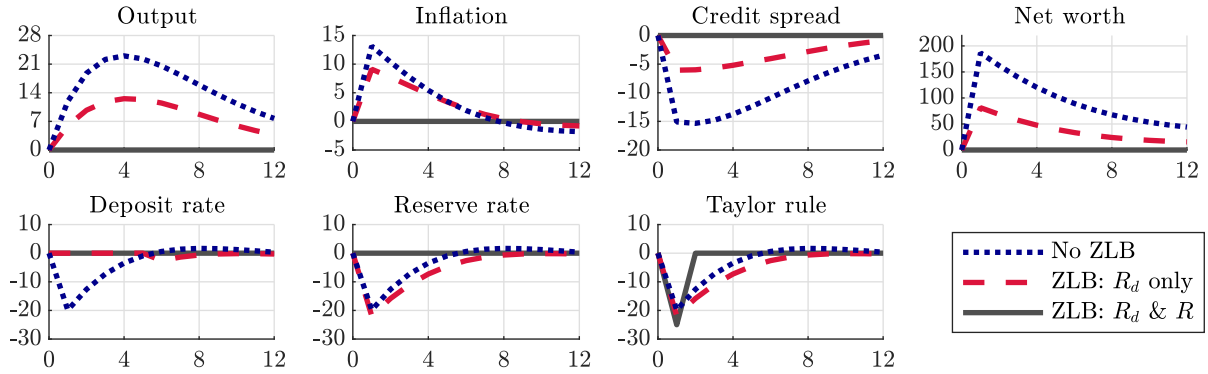 Output
28
21
14
7
0
0 4 8 12
Inflation
15
10
5
0
-5
0 4 8 12
Credit spread
0
-5
-10
-15
-20
0 4 8 12
Net worth
200
150
100
50
0
0 4 8 12
Deposit rate
10
0
-10
-20
-30
0 4 8 12
Reserve rate
10
0
-10
-20
-30
0 4 8 12
Taylor rule
10
0
-10
-20
-30
0 4 8 12
No ZLB
ZLB: R_d only
ZLB: R_d & R